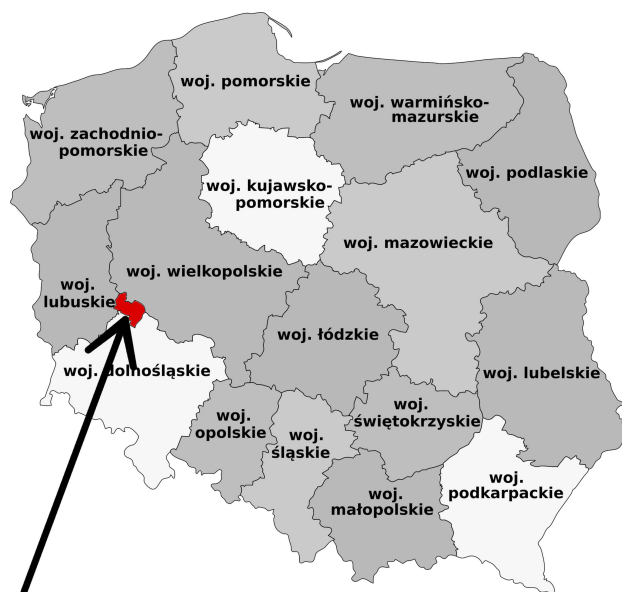 woj. pomorskie
woj. warmińsko-
mazurskie
woj. zachodnio-
pomorskie
woj. podlaskie
woj. kujawsko-
pomorskie
woj. mazowieckie
woj. wielkopolskie
woj.
lubuskie
woj. łódzkie
woj. dolnośląskie
woj. lubelskie
woj.
opolskie
woj.
śląskie
woj.
świętokrzyskie
woj.
podkarpackie
woj.
małopolskie